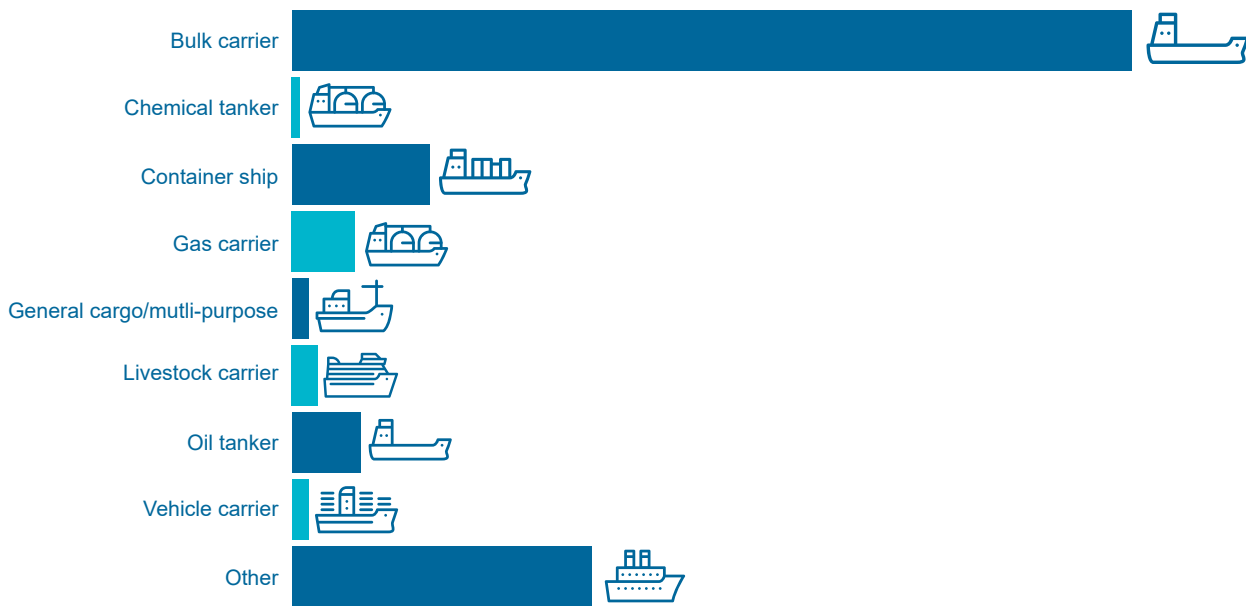 Bulk carrier
Chemical tanker
Container ship
Gas carrier
General cargo/mutli-purpose
Livestock carrier
Oil tanker
Vehicle carrier
Other